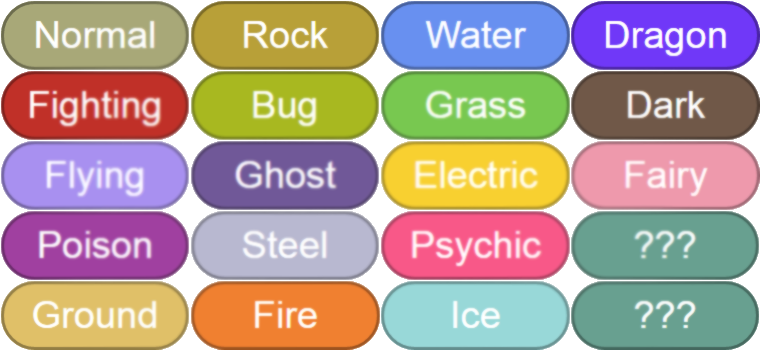 Normal Rock Water Dragon
Fighting Bug Grass Dark
Flying Ghost Electric Fairy
Poison Steel Psychic ???
Ground Fire Ice ???